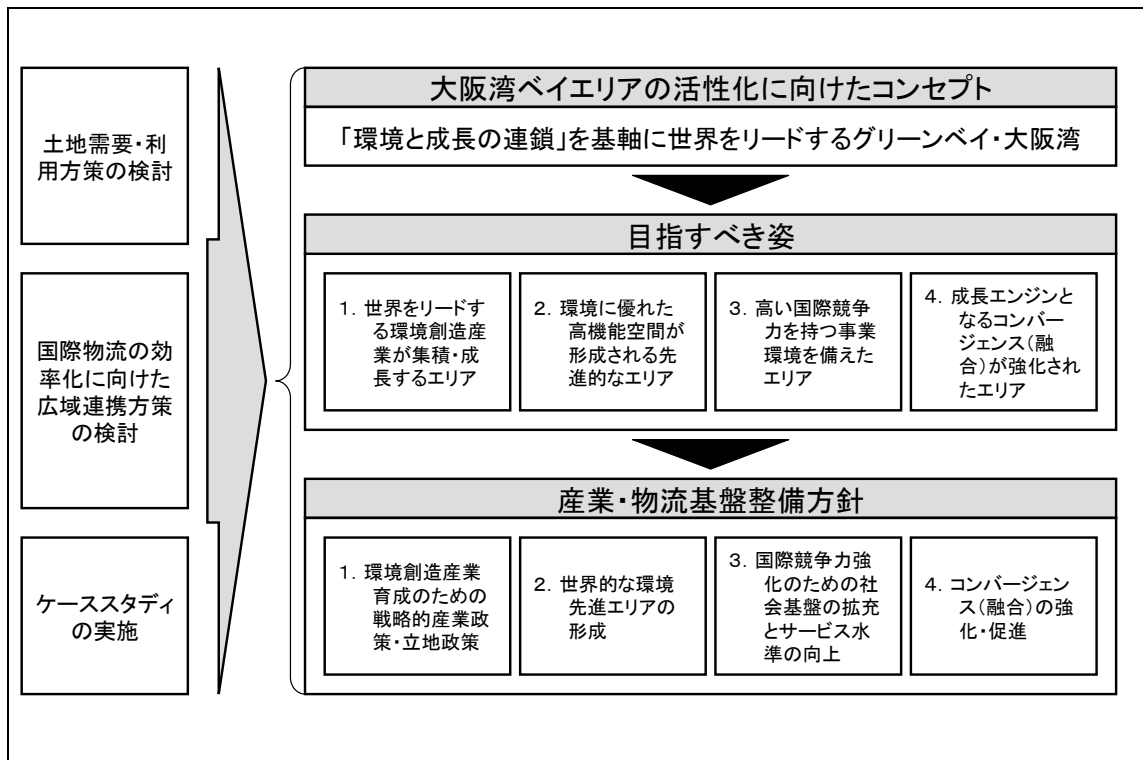 土地需要・利
用方策の検討
国際物流の効
率化に向けた
広域連携方策
の検討
ケーススタディ
の実施
大阪湾ベイエリアの活性化に向けたコンセプト
「環境と成長の連鎖」を基軸に世界をリードするグリーンベイ・大阪湾
目指すべき姿
1．世界をリードす
る環境創造産
業が集積・成
長するエリア
2．環境に優れた
高機能空間が
形成される先
進的なエリア
3．高い国際競争
力を持つ事業
環境を備えた
エリア
4．成長エンジンと
なるコンバー
ジェンス（融
合）が強化され
たエリア
産業・物流基盤整備方針
1．環境創造産業
育成のための
戦略的産業政
策・立地政策
2．世界的な環境
先進エリアの
形成
3．国際競争力強
化のための社
会基盤の拡充
とサービス水
準の向上
4．コンバージェン
ス（融合）の強
化・促進